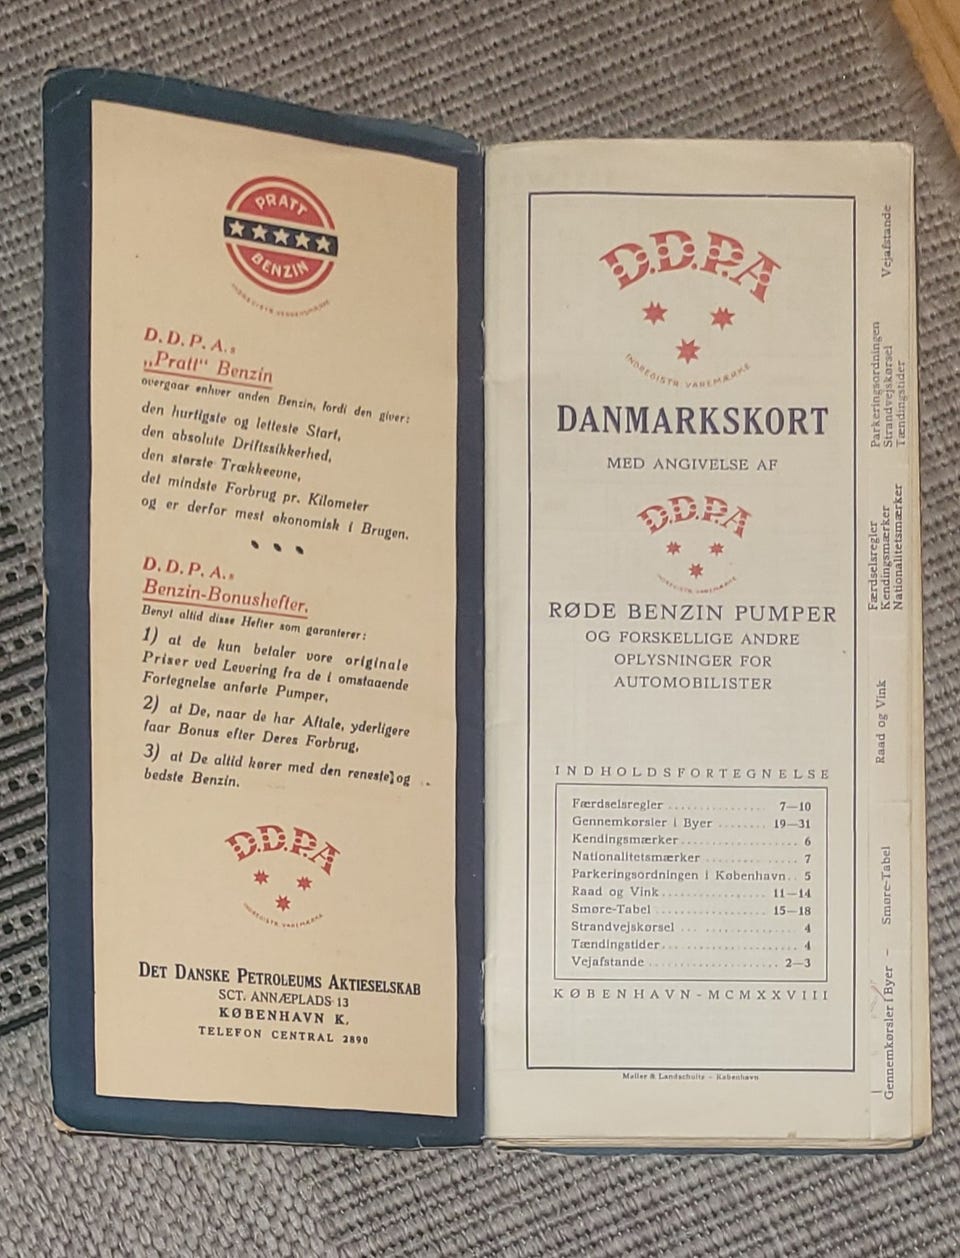 PRATT
BENZIN
INDREGISTR. VAREMÆRKE
D. D. P. A.s
„Pratt“ Benzin
overgaar enhver anden Benzin, fordi den giver:
den hurtigste og letteste Start,
den absolute Driftssikkerhed,
den største Trækkeevne,
det mindste Forbrug pr. Kilometer
og er derfor mest økonomisk i Brugen.
D. D. P. A.s
Benzin-Bonushefter.
Benyt altid disse Hefter som garanterer:
1) at de kun betaler vore originale
Priser ved Levering fra de i omstaaende
Fortegnelse anførte Pumper,
2) at De, naar de har Aftale, yderligere
faar Bonus efter Deres Forbrug,
3) at De altid kører med den reneste og
bedste Benzin.
D.D.P.A
INDREGISTR. VAREMÆRKE
DET DANSKE PETROLEUMS AKTIESELSKAB
SCT. ANNÆPLADS 13
KØBENHAVN K.
TELEFON CENTRAL 2890
D.D.P.A
INDREGISTR. VAREMÆRKE
DANMARKSKORT
MED ANGIVELSE AF
D.D.P.A
INDREGISTR. VAREMÆRKE
RØDE BENZIN PUMPER
OG FORSKELLIGE ANDRE
OPLYSNINGER FOR
AUTOMOBILISTER
INDHOLDSFORTEGNELSE
Færdselsregler ................ 7—10
Gennemkørsler i Byer ........ 19—31
Kendingsmærker .................... 6
Nationalitetsmærker ................ 7
Parkeringsordningen i København.. 5
Raad og Vink .................. 11—14
Smøre-Tabel .................. 15—18
Strandvejskørsel .................. 4
Tændingstider ..................... 4
Vejafstande .................... 2—3
KØBENHAVN - MCMXXVIII
Møller & Landschultz - København
Vejafstande
Parkeringsordningen
Strandvejskørsel
Tændingstider
Færdselsregler
Kendingsmærker
Nationalitetsmærker
Raad og Vink
Smøre-Tabel
Gennemkørsler i Byer –